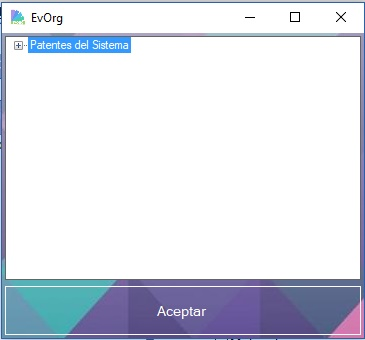 EvOrg
Patentes del Sistema
Aceptar